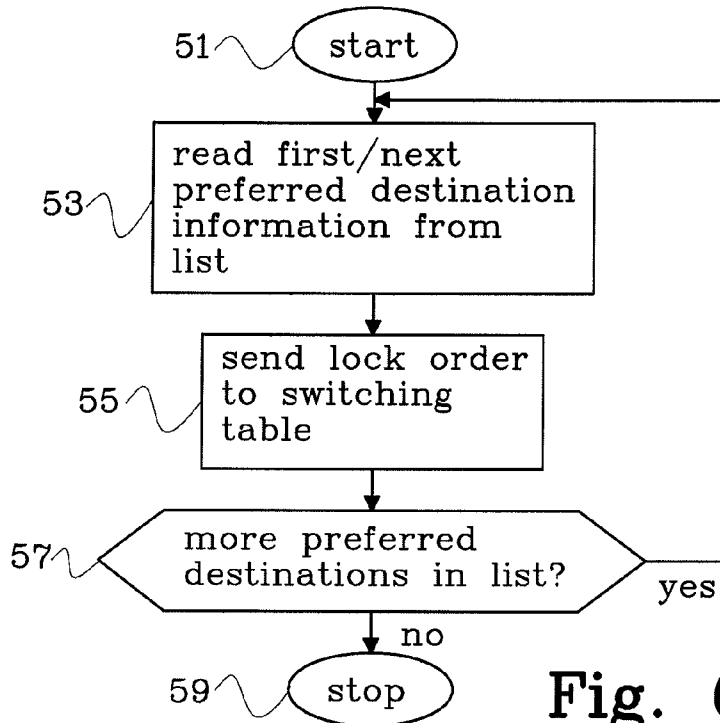 51
start
53
read first/next
preferred destination
information from
list
55
send lock order
to switching
table
57
more preferred
destinations in list?
yes
no
59
stop
Fig.